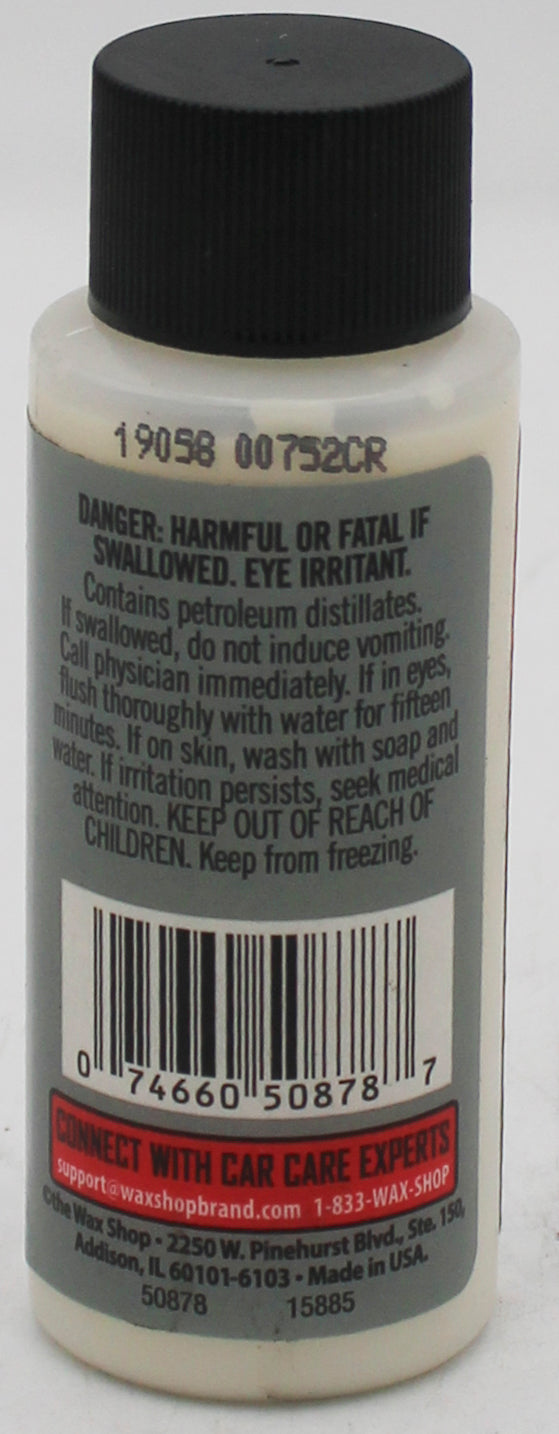 19058 00752CR
DANGER: HARMFUL OR FATAL IF
SWALLOWED. EYE IRRITANT.
Contains petroleum distillates.
If swallowed, do not induce vomiting.
Call physician immediately. If in eyes,
flush thoroughly with water for fifteen
minutes. If on skin, wash with soap and
water. If irritation persists, seek medical
attention. KEEP OUT OF REACH OF
CHILDREN. Keep from freezing.
0 74660 50878 7
CONNECT WITH CAR CARE EXPERTS
support@waxshopbrand.com 1-833-WAX-SHOP
©the Wax Shop • 2250 W. Pinehurst Blvd., Ste. 150,
Addison, IL 60101-6103 • Made in USA.
50878 15885